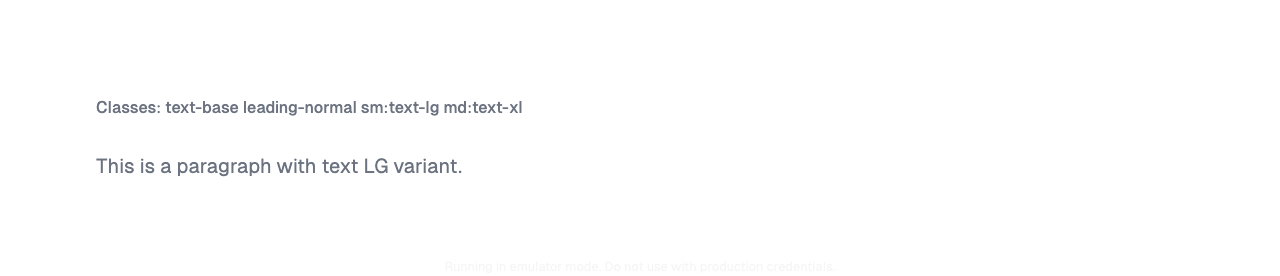 Classes: text-base leading-normal sm:text-lg md:text-xl
This is a paragraph with text LG variant.
Running in emulator mode. Do not use with production credentials.